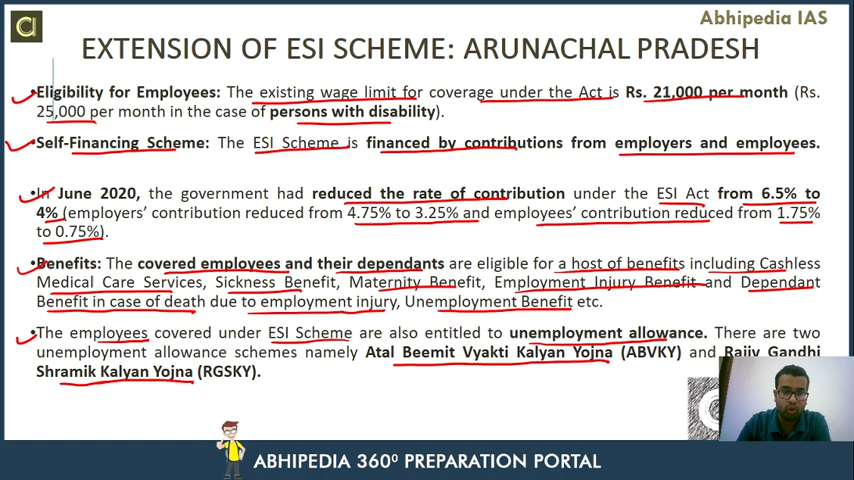 Abhipedia IAS
EXTENSION OF ESI SCHEME: ARUNACHAL PRADESH
•Eligibility for Employees: The existing wage limit for coverage under the Act is Rs. 21,000 per month (Rs.
25,000 per month in the case of persons with disability).
•Self-Financing Scheme: The ESI Scheme is financed by contributions from employers and employees.
•In June 2020, the government had reduced the rate of contribution under the ESI Act from 6.5% to
4% (employers’ contribution reduced from 4.75% to 3.25% and employees’ contribution reduced from 1.75%
to 0.75%).
•Benefits: The covered employees and their dependants are eligible for a host of benefits including Cashless
Medical Care Services, Sickness Benefit, Maternity Benefit, Employment Injury Benefit and Dependant
Benefit in case of death due to employment injury, Unemployment Benefit etc.
•The employees covered under ESI Scheme are also entitled to unemployment allowance. There are two
unemployment allowance schemes namely Atal Beemit Vyakti Kalyan Yojna (ABVKY) and Rajiv Gandhi
Shramik Kalyan Yojna (RGSKY).
ABHIPEDIA 360⁰ PREPARATION PORTAL